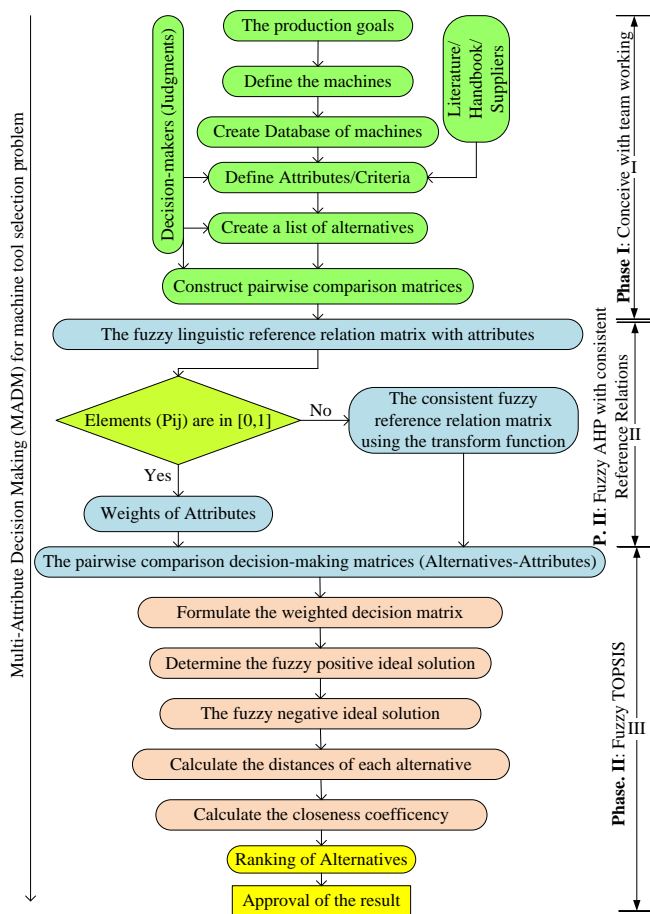 The production goals
Define the machines
Create Database of machines
Define Attributes/Criteria
Create a list of alternatives
Construct pairwise comparison matrices
Decision-makers (Judgments)
Literature/
Handbook/
Suppliers
The fuzzy linguistic reference relation matrix with attributes
Elements (Pij) are in [0,1]
No
The consistent fuzzy
reference relation matrix
using the transform function
Yes
Weights of Attributes
The pairwise comparison decision-making matrices (Alternatives-Attributes)
Formulate the weighted decision matrix
Determine the fuzzy positive ideal solution
The fuzzy negative ideal solution
Calculate the distances of each alternative
Calculate the closeness coefficency
Ranking of Alternatives
Approval of the result
Multi-Attribute Decision Making (MADM) for machine tool selection problem
Phase I: Conceive with team working
I
P. II: Fuzzy AHP with consistent
Reference Relations
II
Phase. II: Fuzzy TOPSIS
III